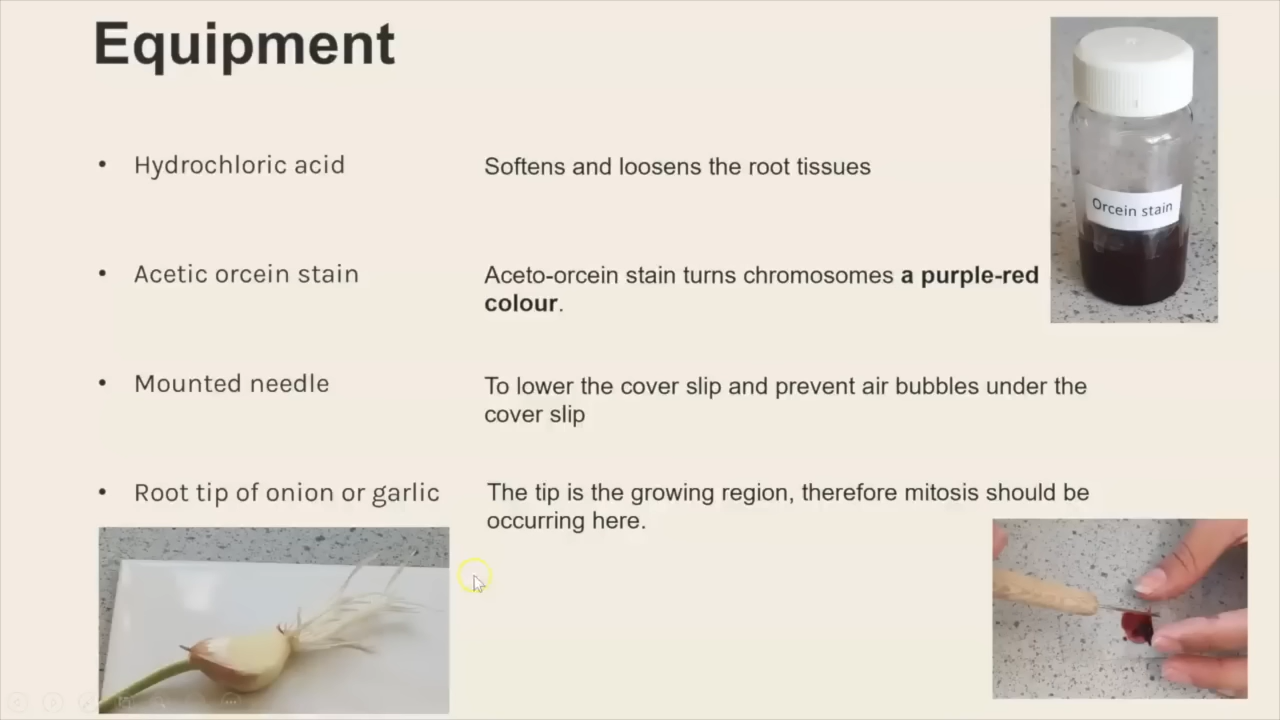 Equipment
• Hydrochloric acid
Softens and loosens the root tissues
Orcein stain
• Acetic orcein stain
Aceto-orcein stain turns chromosomes a purple-red
colour.
• Mounted needle
To lower the cover slip and prevent air bubbles under the
cover slip
• Root tip of onion or garlic
The tip is the growing region, therefore mitosis should be
occurring here.